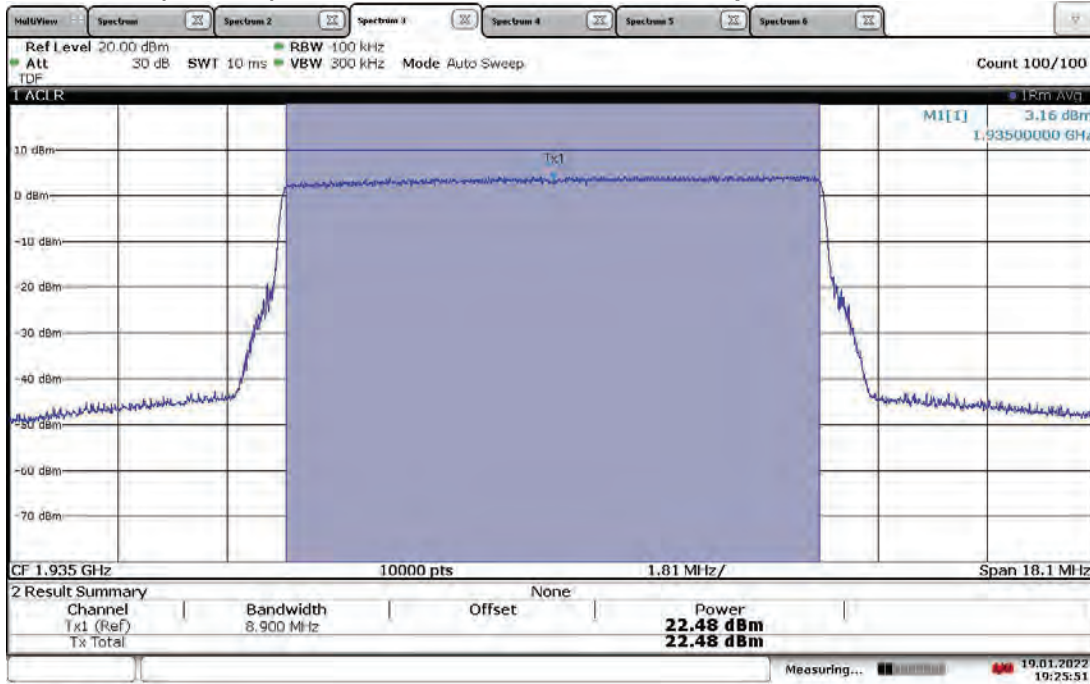 MultiView Spectrum Spectrum 2 Spectrum 3 Spectrum 4 Spectrum 5 Spectrum 6
Ref Level 20.00 dBm RBW 100 kHz
Att 30 dB SWT 10 ms VBW 300 kHz Mode Auto Sweep Count 100/100
TDF
1 ACLR 1Rm Avg
M1[1] 3.16 dBm
1.93500000 GHz
10 dBm
Tx1
0 dBm
-10 dBm
-20 dBm
-30 dBm
-40 dBm
-50 dBm
-60 dBm
-70 dBm
CF 1.935 GHz 10000 pts 1.81 MHz/ Span 18.1 MHz
2 Result Summary None
Channel Bandwidth Offset Power
Tx1 (Ref) 8.900 MHz 22.48 dBm
Tx Total 22.48 dBm
Measuring... 19.01.2022
19:25:51